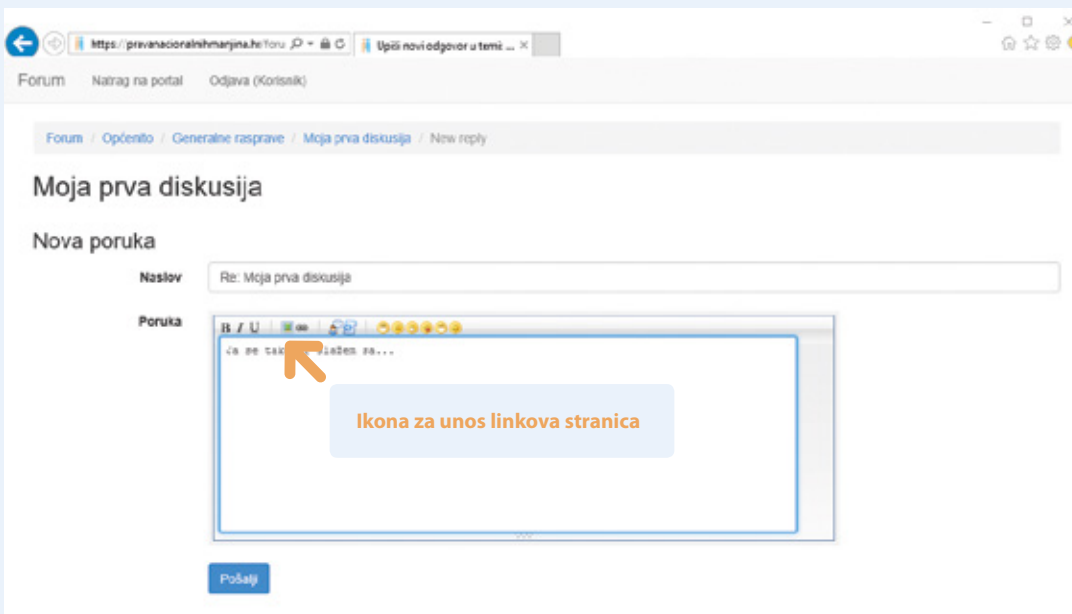 https://pravanacionalnihmanjina.hr/foru
Upiši novi odgovor u temi: ...
Forum Natrag na portal Odjava (Korisnik)
Forum / Općenito / Generalne rasprave / Moja prva diskusija / New reply
Moja prva diskusija
Nova poruka
Naslov Re: Moja prva diskusija
Poruka
B I U
Ja se slažem sa...
Ikona za unos linkova stranica
Pošalji